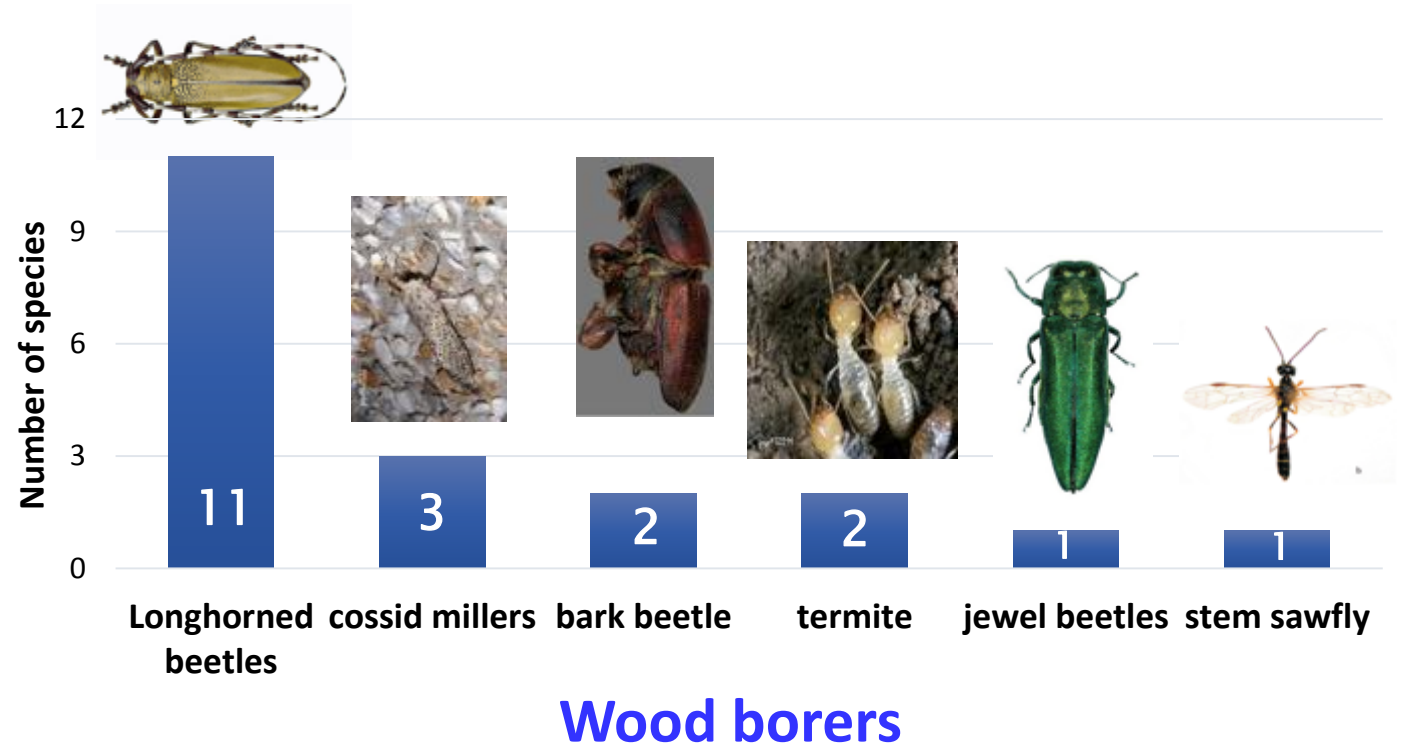 12
9
6
3
0
Number of species
11
3
2
2
1
1
Longhorned beetles
cossid millers
bark beetle
termite
jewel beetles
stem sawfly
Wood borers
b